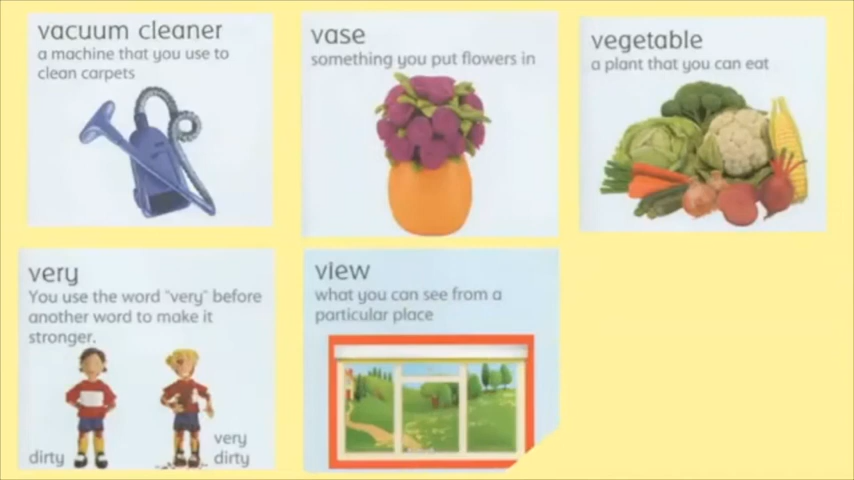 vacuum cleaner
a machine that you use to
clean carpets
vase
something you put flowers in
vegetable
a plant that you can eat
very
You use the word "very" before
another word to make it
stronger.
dirty
very
dirty
view
what you can see from a
particular place